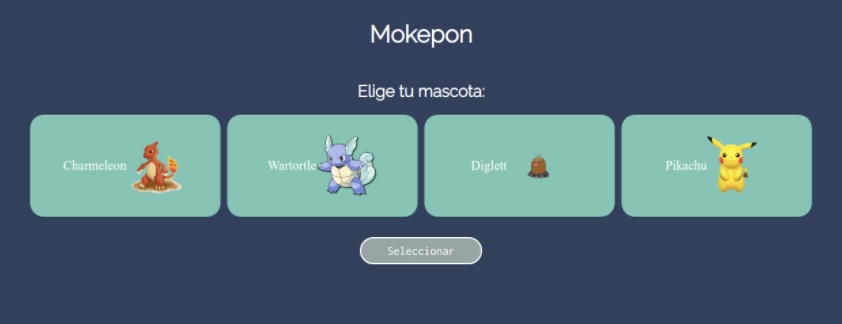 Mokepon
Elige tu mascota:
Charmeleon
Wartortle
Diglett
Pikachu
Seleccionar